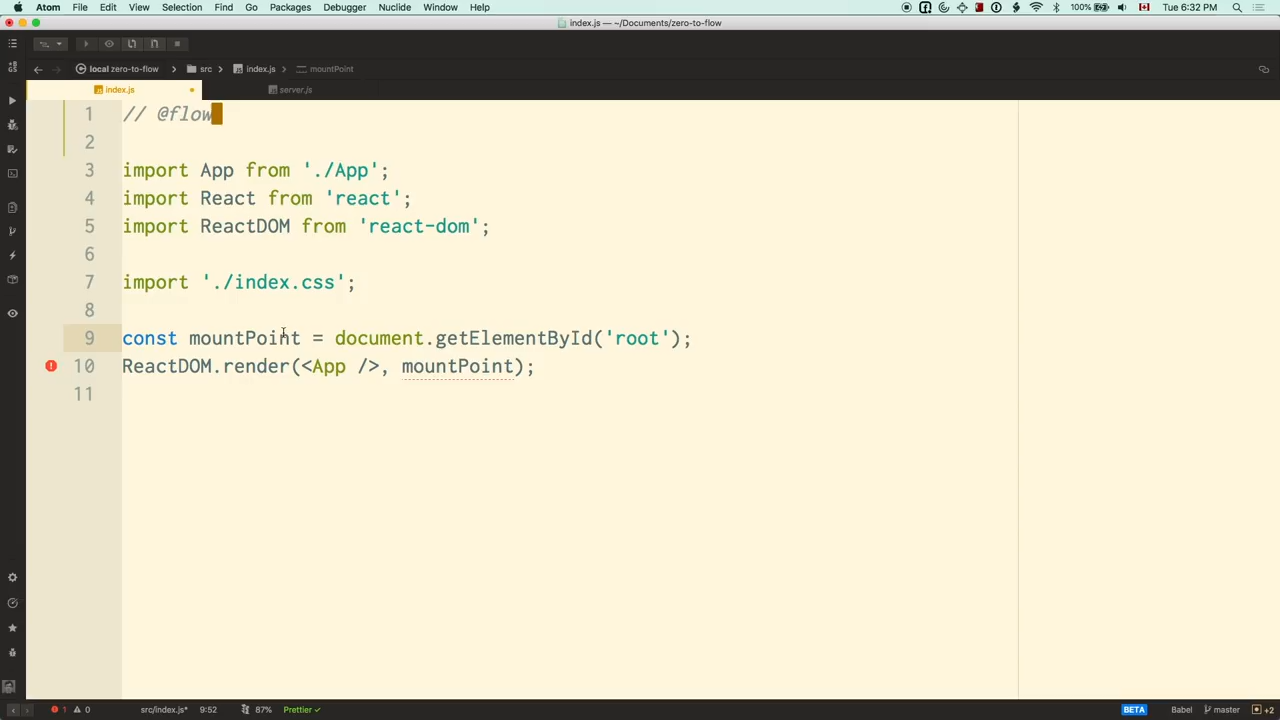 Atom File Edit View Selection Find Go Packages Debugger Nuclide Window Help 100% Tue 6:32 PM
index.js — ~/Documents/zero-to-flow
local zero-to-flow src index.js mountPoint
index.js server.js
1 // @flow
2
3 import App from './App';
4 import React from 'react';
5 import ReactDOM from 'react-dom';
6
7 import './index.css';
8
9 const mountPoint = document.getElementById('root');
10 ReactDOM.render(<App />, mountPoint);
11
1 0 src/index.js* 9:52 87% Prettier ✓ BETA Babel master +2